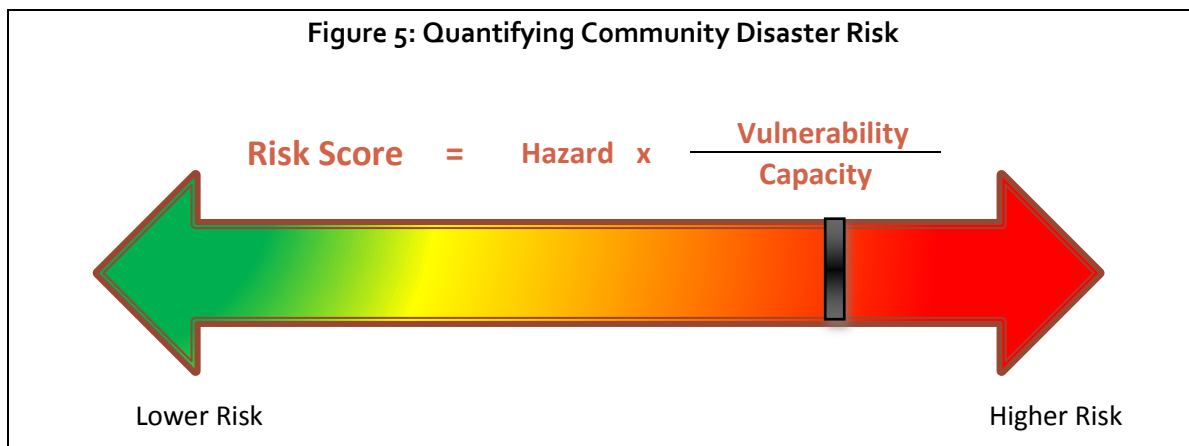 Figure 5: Quantifying Community Disaster Risk
Risk Score = Hazard x Vulnerability
Capacity
Lower Risk Higher Risk